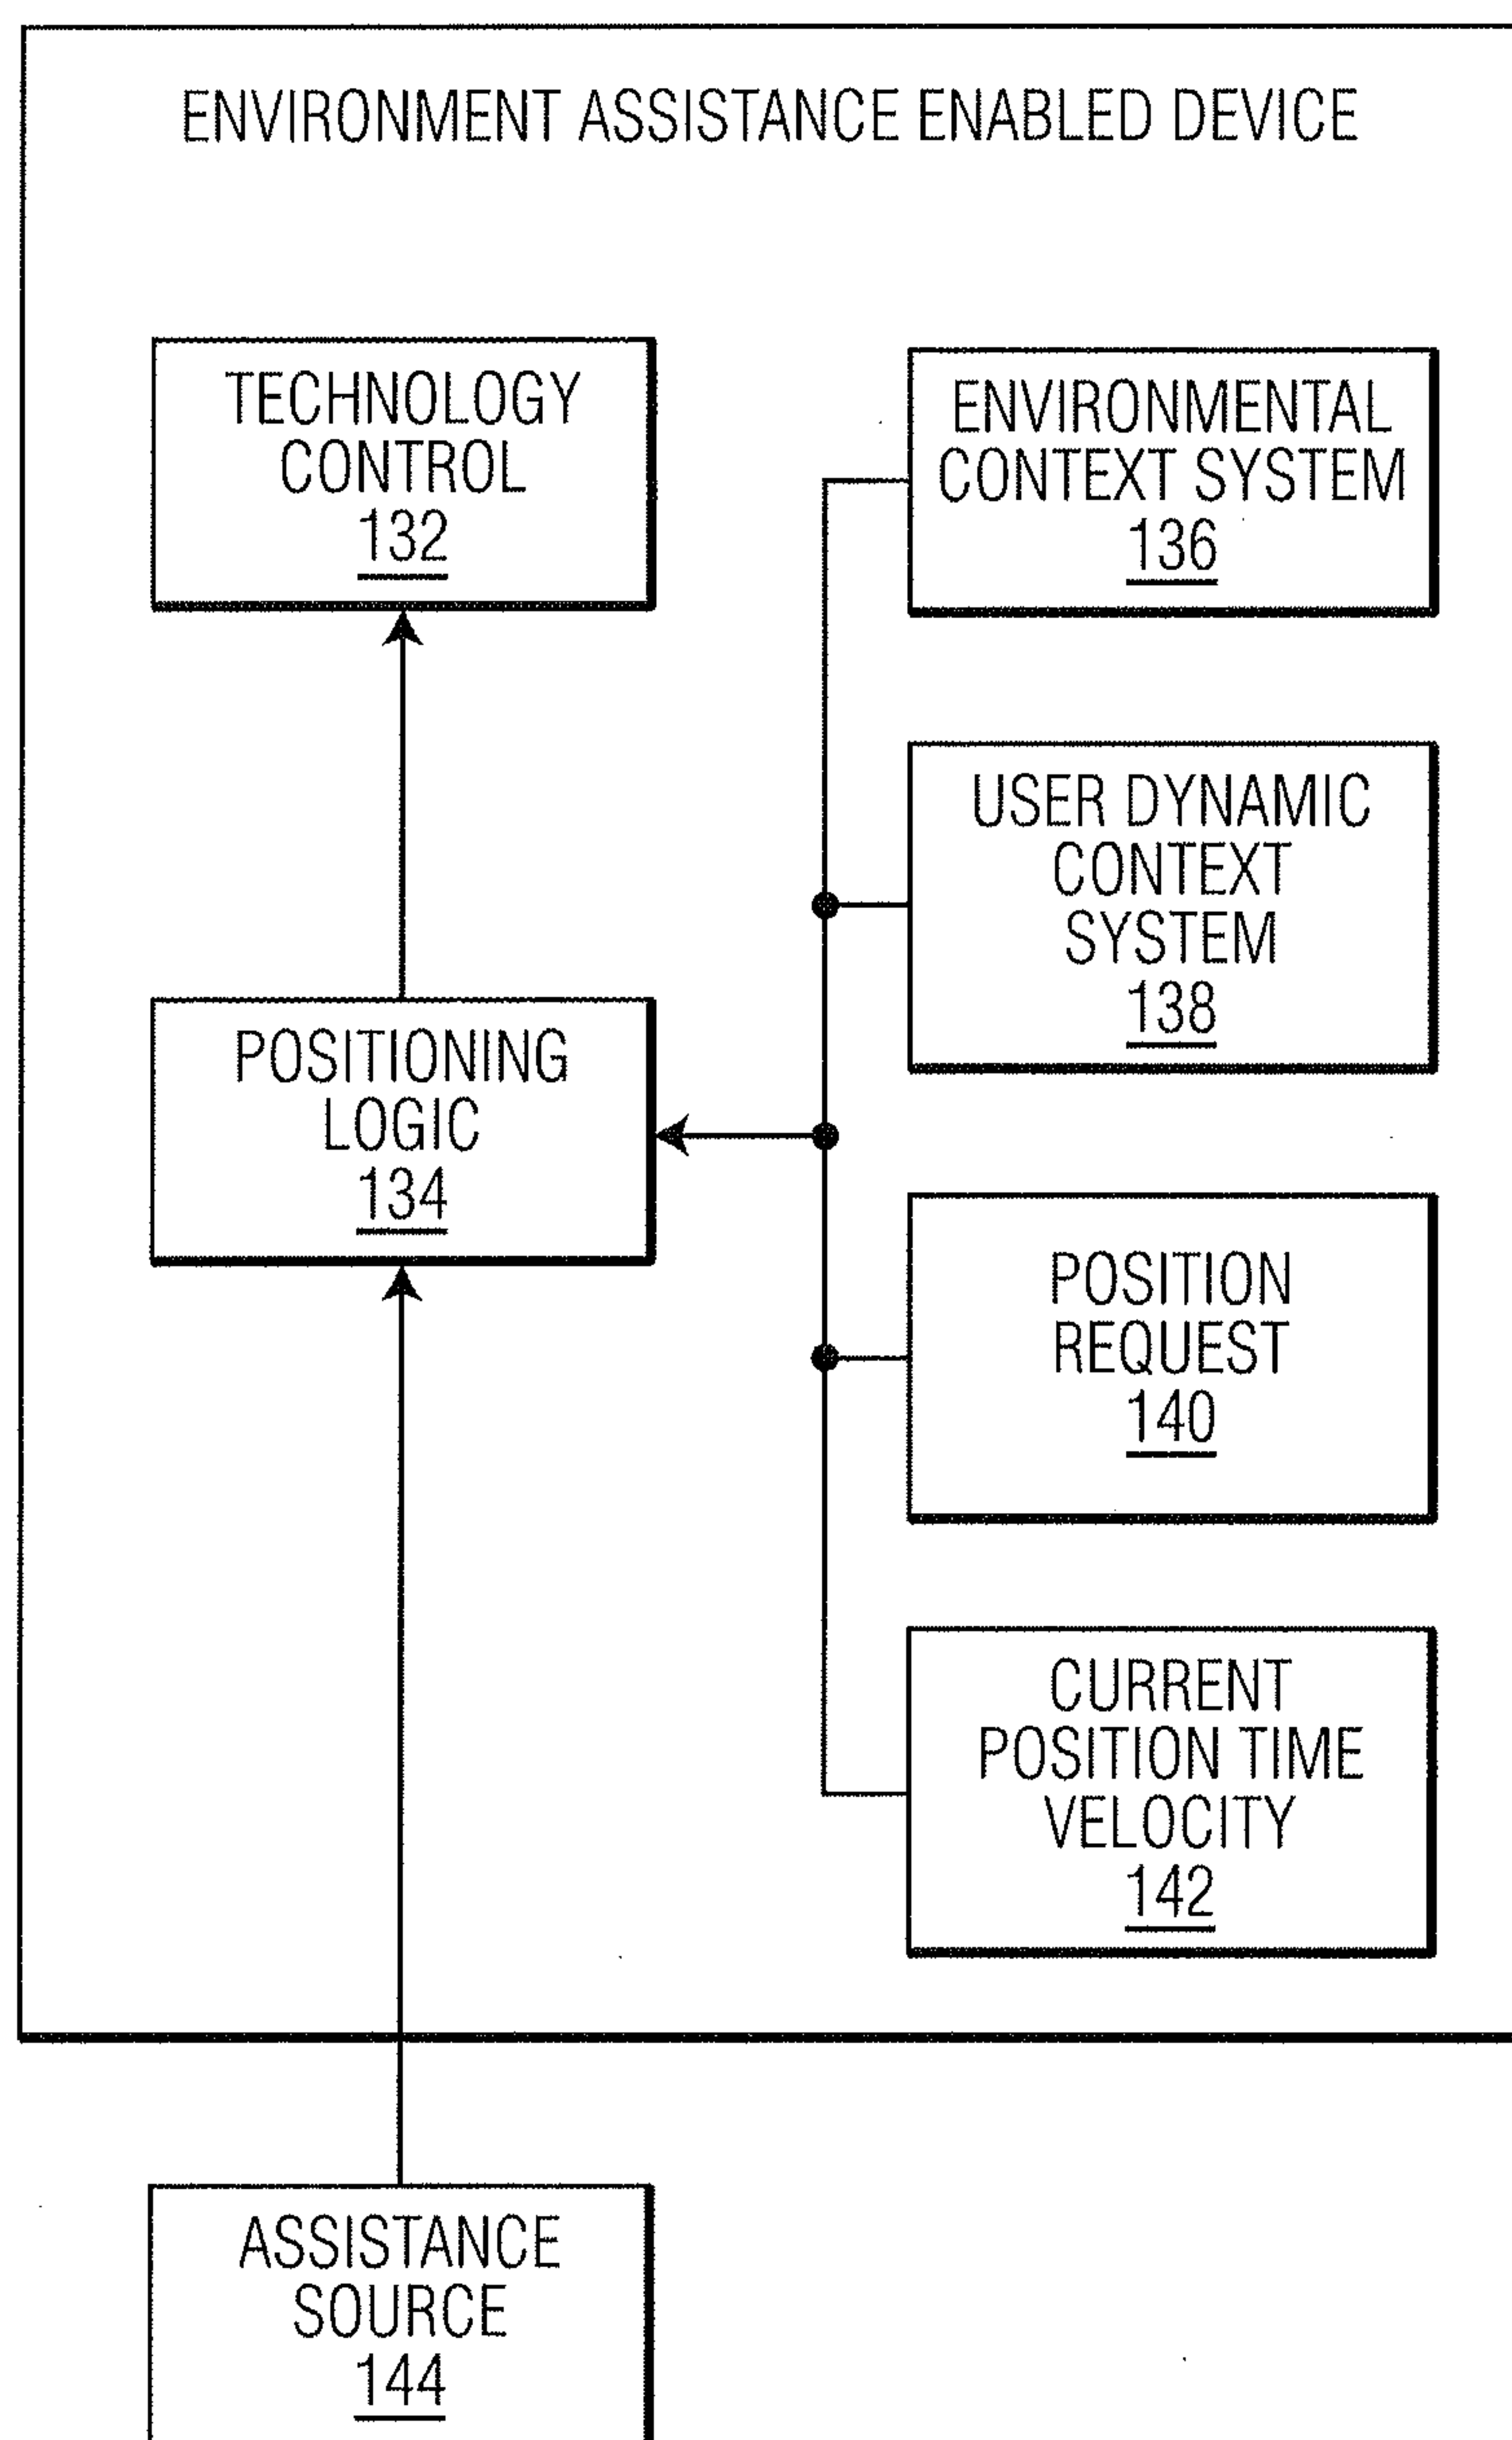 ENVIRONMENT ASSISTANCE ENABLED DEVICE
TECHNOLOGY
CONTROL
132
ENVIRONMENTAL
CONTEXT SYSTEM
136
USER DYNAMIC
CONTEXT
SYSTEM
138
POSITIONING
LOGIC
134
POSITION
REQUEST
140
CURRENT
POSITION TIME
VELOCITY
142
ASSISTANCE
SOURCE
144